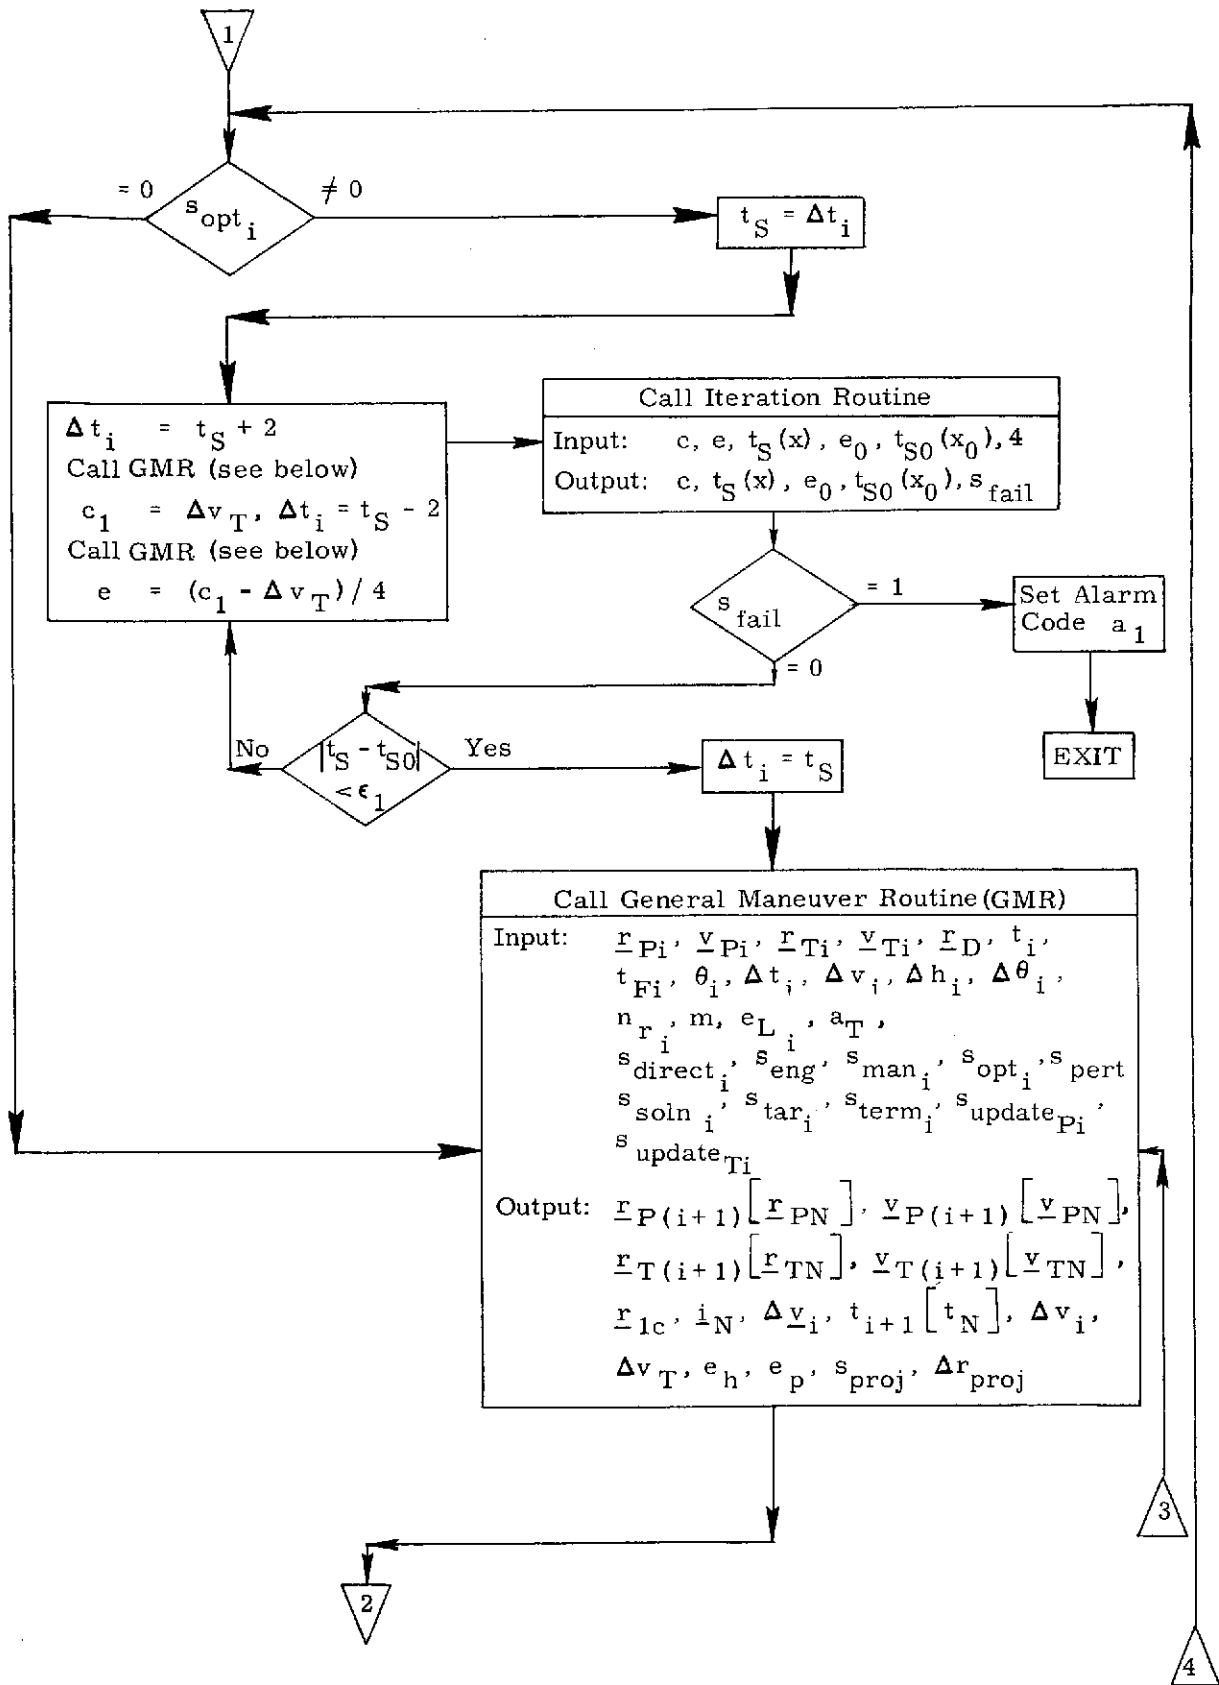 1
= 0
≠ 0
s_opt_i
t_S = Δt_i
Δt_i = t_S + 2
Call GMR (see below)
c_1 = Δv_T, Δt_i = t_S - 2
Call GMR (see below)
e = (c_1 - Δv_T) / 4
Call Iteration Routine
Input: c, e, t_S(x), e_0, t_S0(x_0), 4
Output: c, t_S(x), e_0, t_S0(x_0), s_fail
s_fail
= 1
= 0
Set Alarm
Code a_1
EXIT
No
|t_S - t_S0|
< ϵ_1
Yes
Δt_i = t_S
Call General Maneuver Routine (GMR)
Input: r_Pi, v_Pi, r_Ti, v_Ti, r_D, t_i,
t_Fi, θ_i, Δt_i, Δv_i, Δh_i, Δθ_i,
n_r_i, m, e_L_i, a_T,
s_direct_i, s_eng, s_man_i, s_opt_i, s_pert
s_soln_i, s_tar_i, s_term_i, s_update_Pi,
s_update_Ti
Output: r_P(i+1)[r_PN], v_P(i+1)[v_PN],
r_T(i+1)[r_TN], v_T(i+1)[v_TN],
r_1c, i_N, Δv_i, t_i+1[t_N], Δv_i,
Δv_T, e_h, e_p, s_proj, Δr_proj
3
2
4